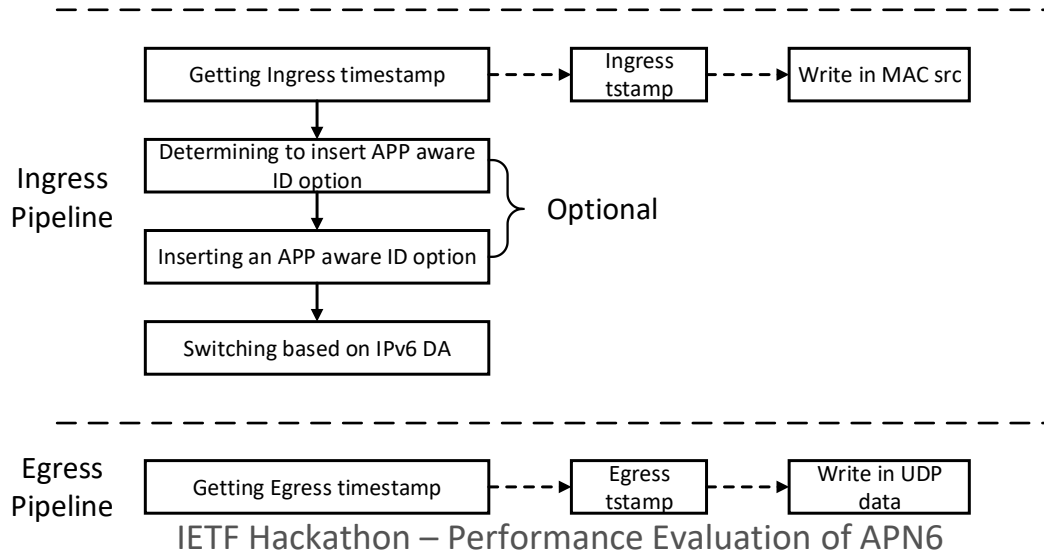 Getting Ingress timestamp
Ingress
tstamp
Write in MAC src
Determining to insert APP aware
ID option
Ingress
Pipeline
Optional
Inserting an APP aware ID option
Switching based on IPv6 DA
Egress
Pipeline
Getting Egress timestamp
Egress
tstamp
Write in UDP
data
IETF Hackathon – Performance Evaluation of APN6